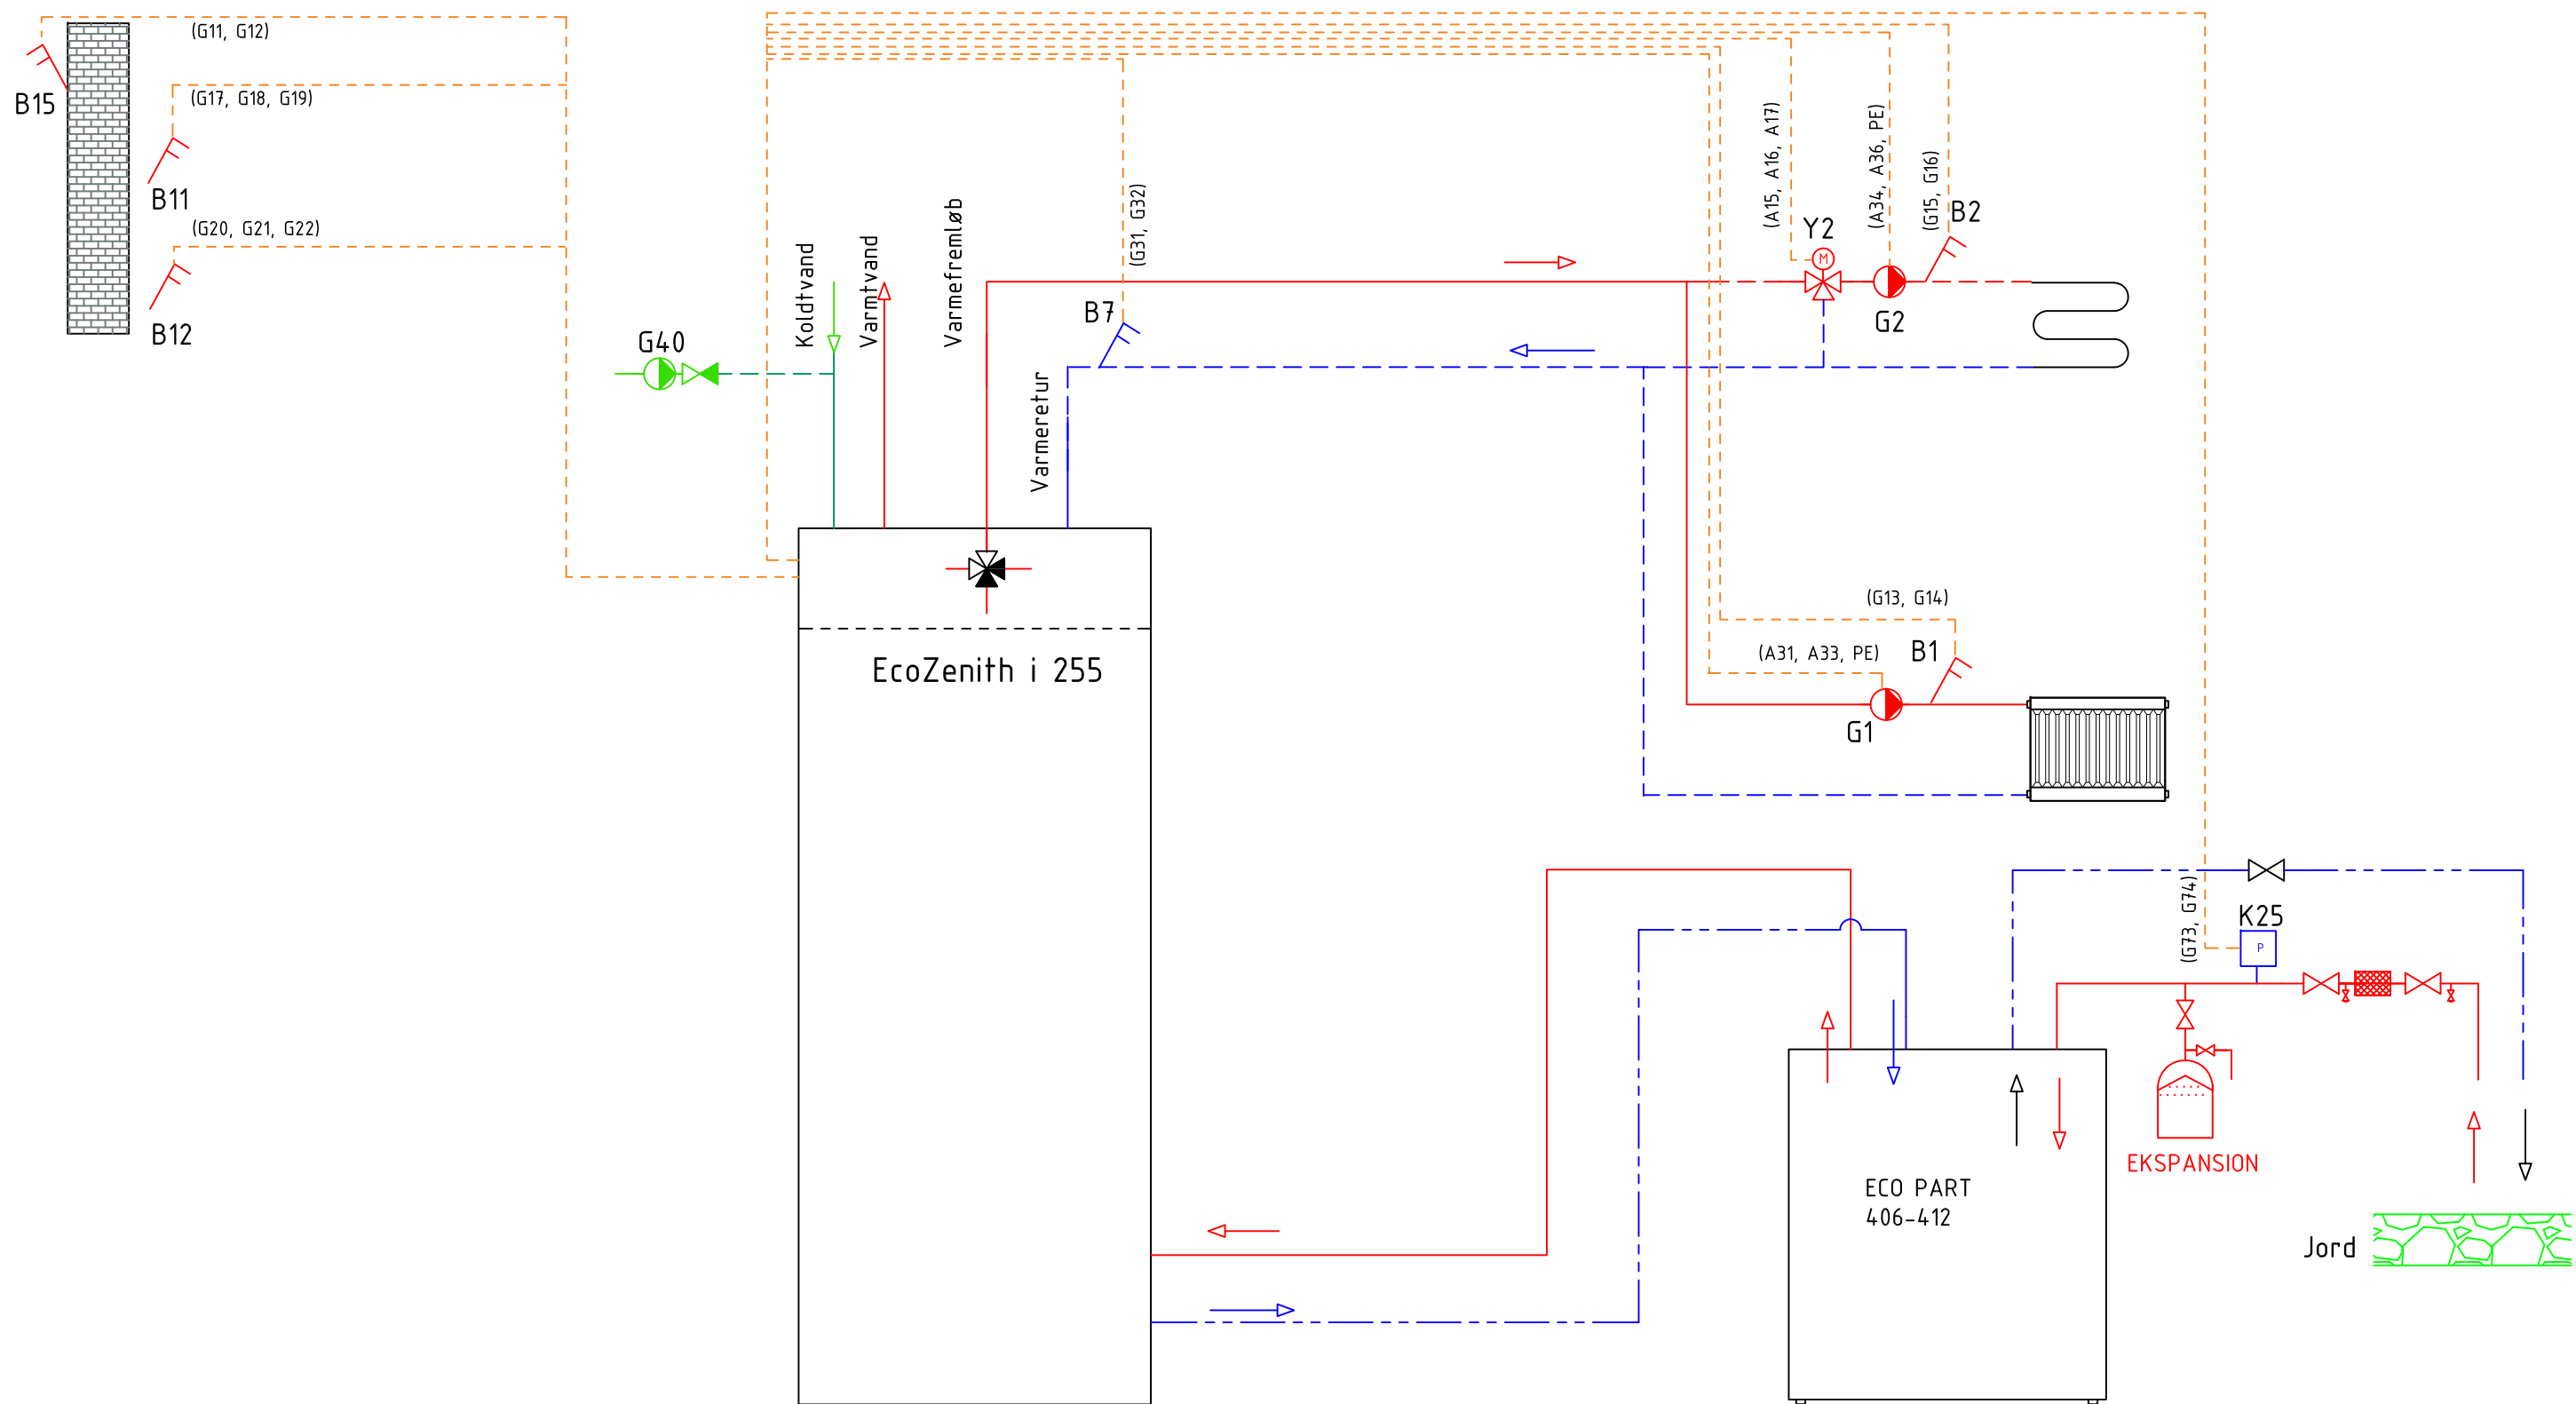 (G11, G12)
B15
(G17, G18, G19)
B11
(G20, G21, G22)
B12
G40
Koldtvand
Varmtvand
Varmefremløb
Varmeretur
B7
(G31, G32)
(A15, A16, A17)
Y2
M
(A34, A36, PE)
G2
(G15, G16)
B2
EcoZenith i 255
(G13, G14)
(A31, A33, PE)
B1
G1
(G73, G74)
K25
P
EKSPANSION
ECO PART
406-412
Jord